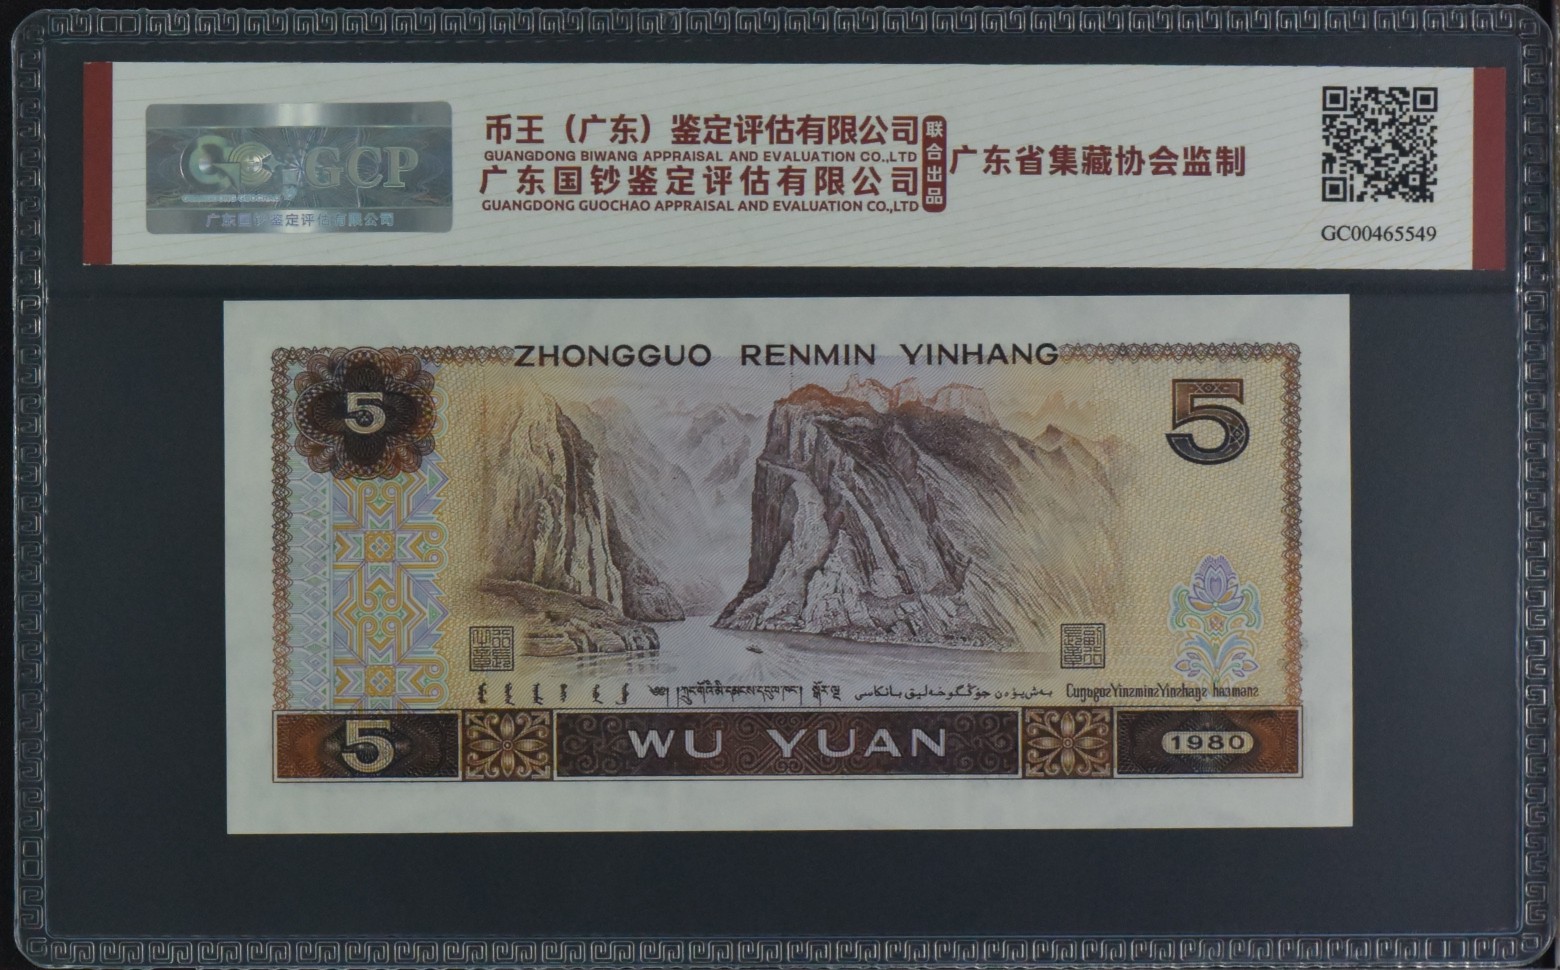 GCP
广东国钞鉴定评估有限公司
币王（广东）鉴定评估有限公司
GUANGDONG BIWANG APPRAISAL AND EVALUATION CO.,LTD
广东国钞鉴定评估有限公司
GUANGDONG GUOCHAO APPRAISAL AND EVALUATION CO.,LTD
联合出品
广东省集藏协会监制
GC00465549
ZHONGGUO RENMIN YINHANG
5
5
༄༅། །ཀྲུང་གོའི་མི་དམངས་དངུལ་ཁང་། སྒོར་ལྔ
5
WU YUAN
1980